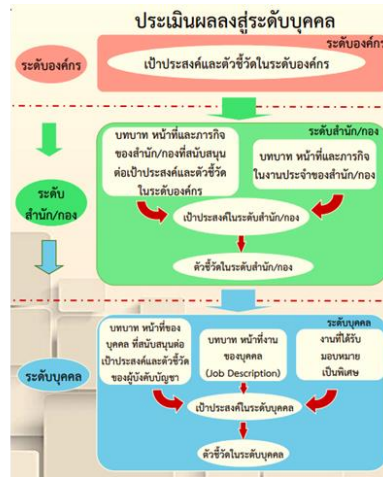 ประเมินผลลงสู่ระดับบุคคล
ระดับองค์กร
ระดับองค์กร
เป้าประสงค์และตัวชี้วัดในระดับองค์กร
ระดับสำนัก/กอง
บทบาท หน้าที่และภารกิจ
ของสำนัก/กองที่สนับสนุน
ต่อเป้าประสงค์และตัวชี้วัด
ในระดับองค์กร
บทบาท หน้าที่และภารกิจ
ในงานประจำของสำนัก/กอง
ระดับ
สำนัก/กอง
เป้าประสงค์ในระดับสำนัก/กอง
ตัวชี้วัดในระดับสำนัก/กอง
ระดับบุคคล
บทบาท หน้าที่ของ
บุคคล ที่สนับสนุนต่อ
เป้าประสงค์และตัวชี้วัด
ของผู้บังคับบัญชา
บทบาท หน้าที่งาน
ของบุคคล
(Job Description)
งานที่ได้รับ
มอบหมาย
เป็นพิเศษ
ระดับบุคคล
เป้าประสงค์ในระดับบุคคล
ตัวชี้วัดในระดับบุคคล